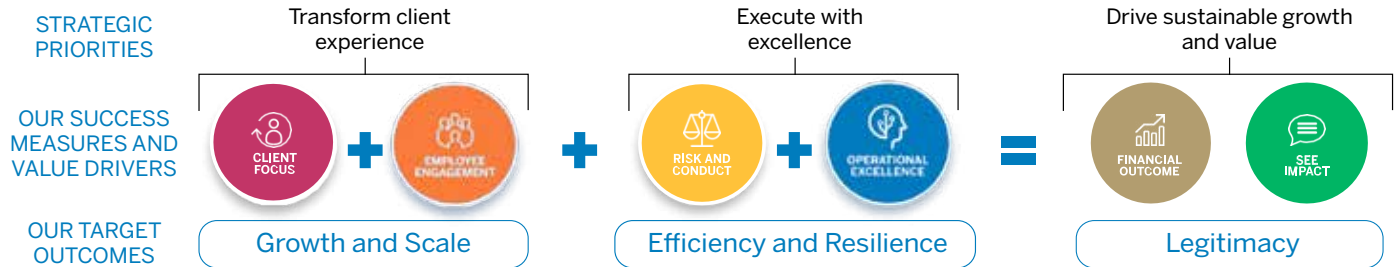 STRATEGIC
PRIORITIES
Transform client
experience
Execute with
excellence
Drive sustainable growth
and value
OUR SUCCESS
MEASURES AND
VALUE DRIVERS
CLIENT
FOCUS
+
EMPLOYEE
ENGAGEMENT
+
RISK AND
CONDUCT
+
OPERATIONAL
EXCELLENCE
=
FINANCIAL
OUTCOME
SEE
IMPACT
OUR TARGET
OUTCOMES
Growth and Scale
Efficiency and Resilience
Legitimacy